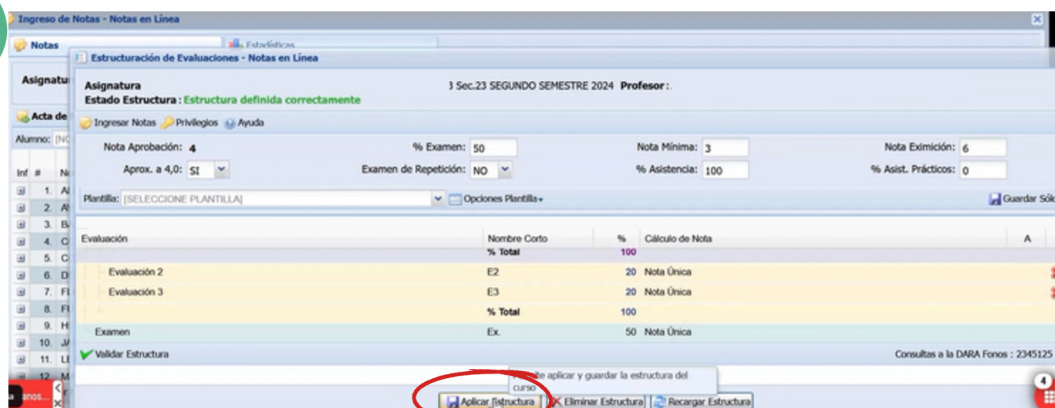 Ingreso de Notas - Notas en Línea
Notas
Estadísticas
Estructuración de Evaluaciones - Notas en Línea
Asignatura 3 Sec.23 SEGUNDO SEMESTRE 2024 Profesor:
Estado Estructura: Estructura definida correctamente
Acta de
Ingresar Notas Privilegios Ayuda
Alumno:
Nota Aprobación: 4 % Examen: 50 Nota Mínima: 3 Nota Eximición: 6
Aprox. a 4,0: SI Examen de Repetición: NO % Asistencia: 100 % Asist. Prácticos: 0
Inf #
Plantilla: [SELECCIONE PLANTILLA] Opciones Plantilla Guardar
1.
2.
3.
4.
5.
6.
7.
8.
9.
10.
11.
12.
Evaluación Nombre Corto % Cálculo de Nota A
% Total 100
Evaluación 2 E2 20 Nota Única
Evaluación 3 E3 20 Nota Única
% Total 100
Examen Ex. 50 Nota Única
Validar Estructura Consultas a la DARA Fonos : 2345125
aplicar y guardar la estructura del
curso
Aplicar Estructura Eliminar Estructura Recargar Estructura
4